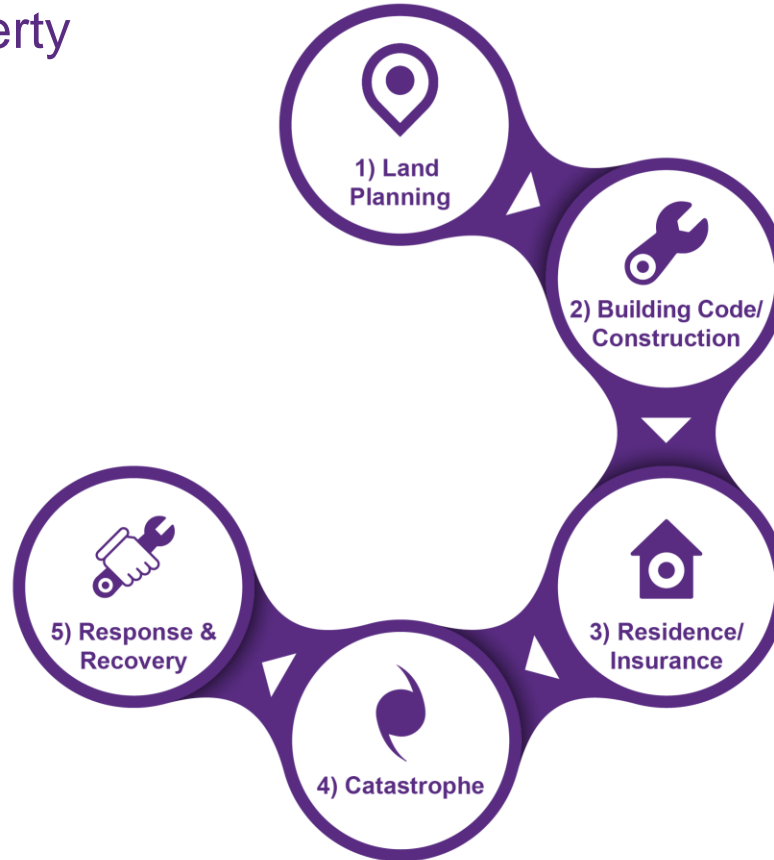 erty
1) Land
Planning
2) Building Code/
Construction
3) Residence/
Insurance
4) Catastrophe
5) Response &
Recovery